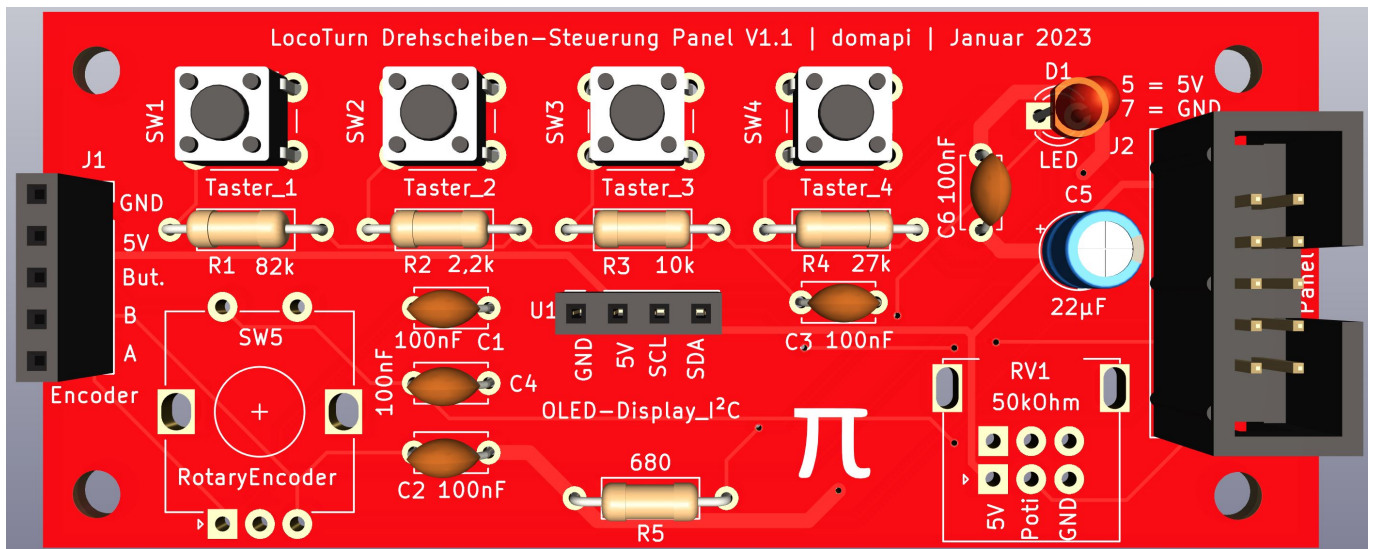 LocoTurn Drehscheiben-Steuerung Panel V1.1 | domapi | Januar 2023
SW1
SW2
SW3
SW4
D1
5 = 5V
7 = GND
LED
J2
J1
GND
5V
But.
B
A
Encoder
Taster_1
Taster_2
Taster_3
Taster_4
C6 100nF
C5
+
22µF
Panel
R1 82k
R2 2,2k
R3 10k
R4 27k
SW5
RotaryEncoder
100nF C1
100nF
C4
C2 100nF
U1
GND
5V
SCL
SDA
OLED-Display_I²C
C3 100nF
π
680
R5
RV1
50kOhm
5V
Poti
GND